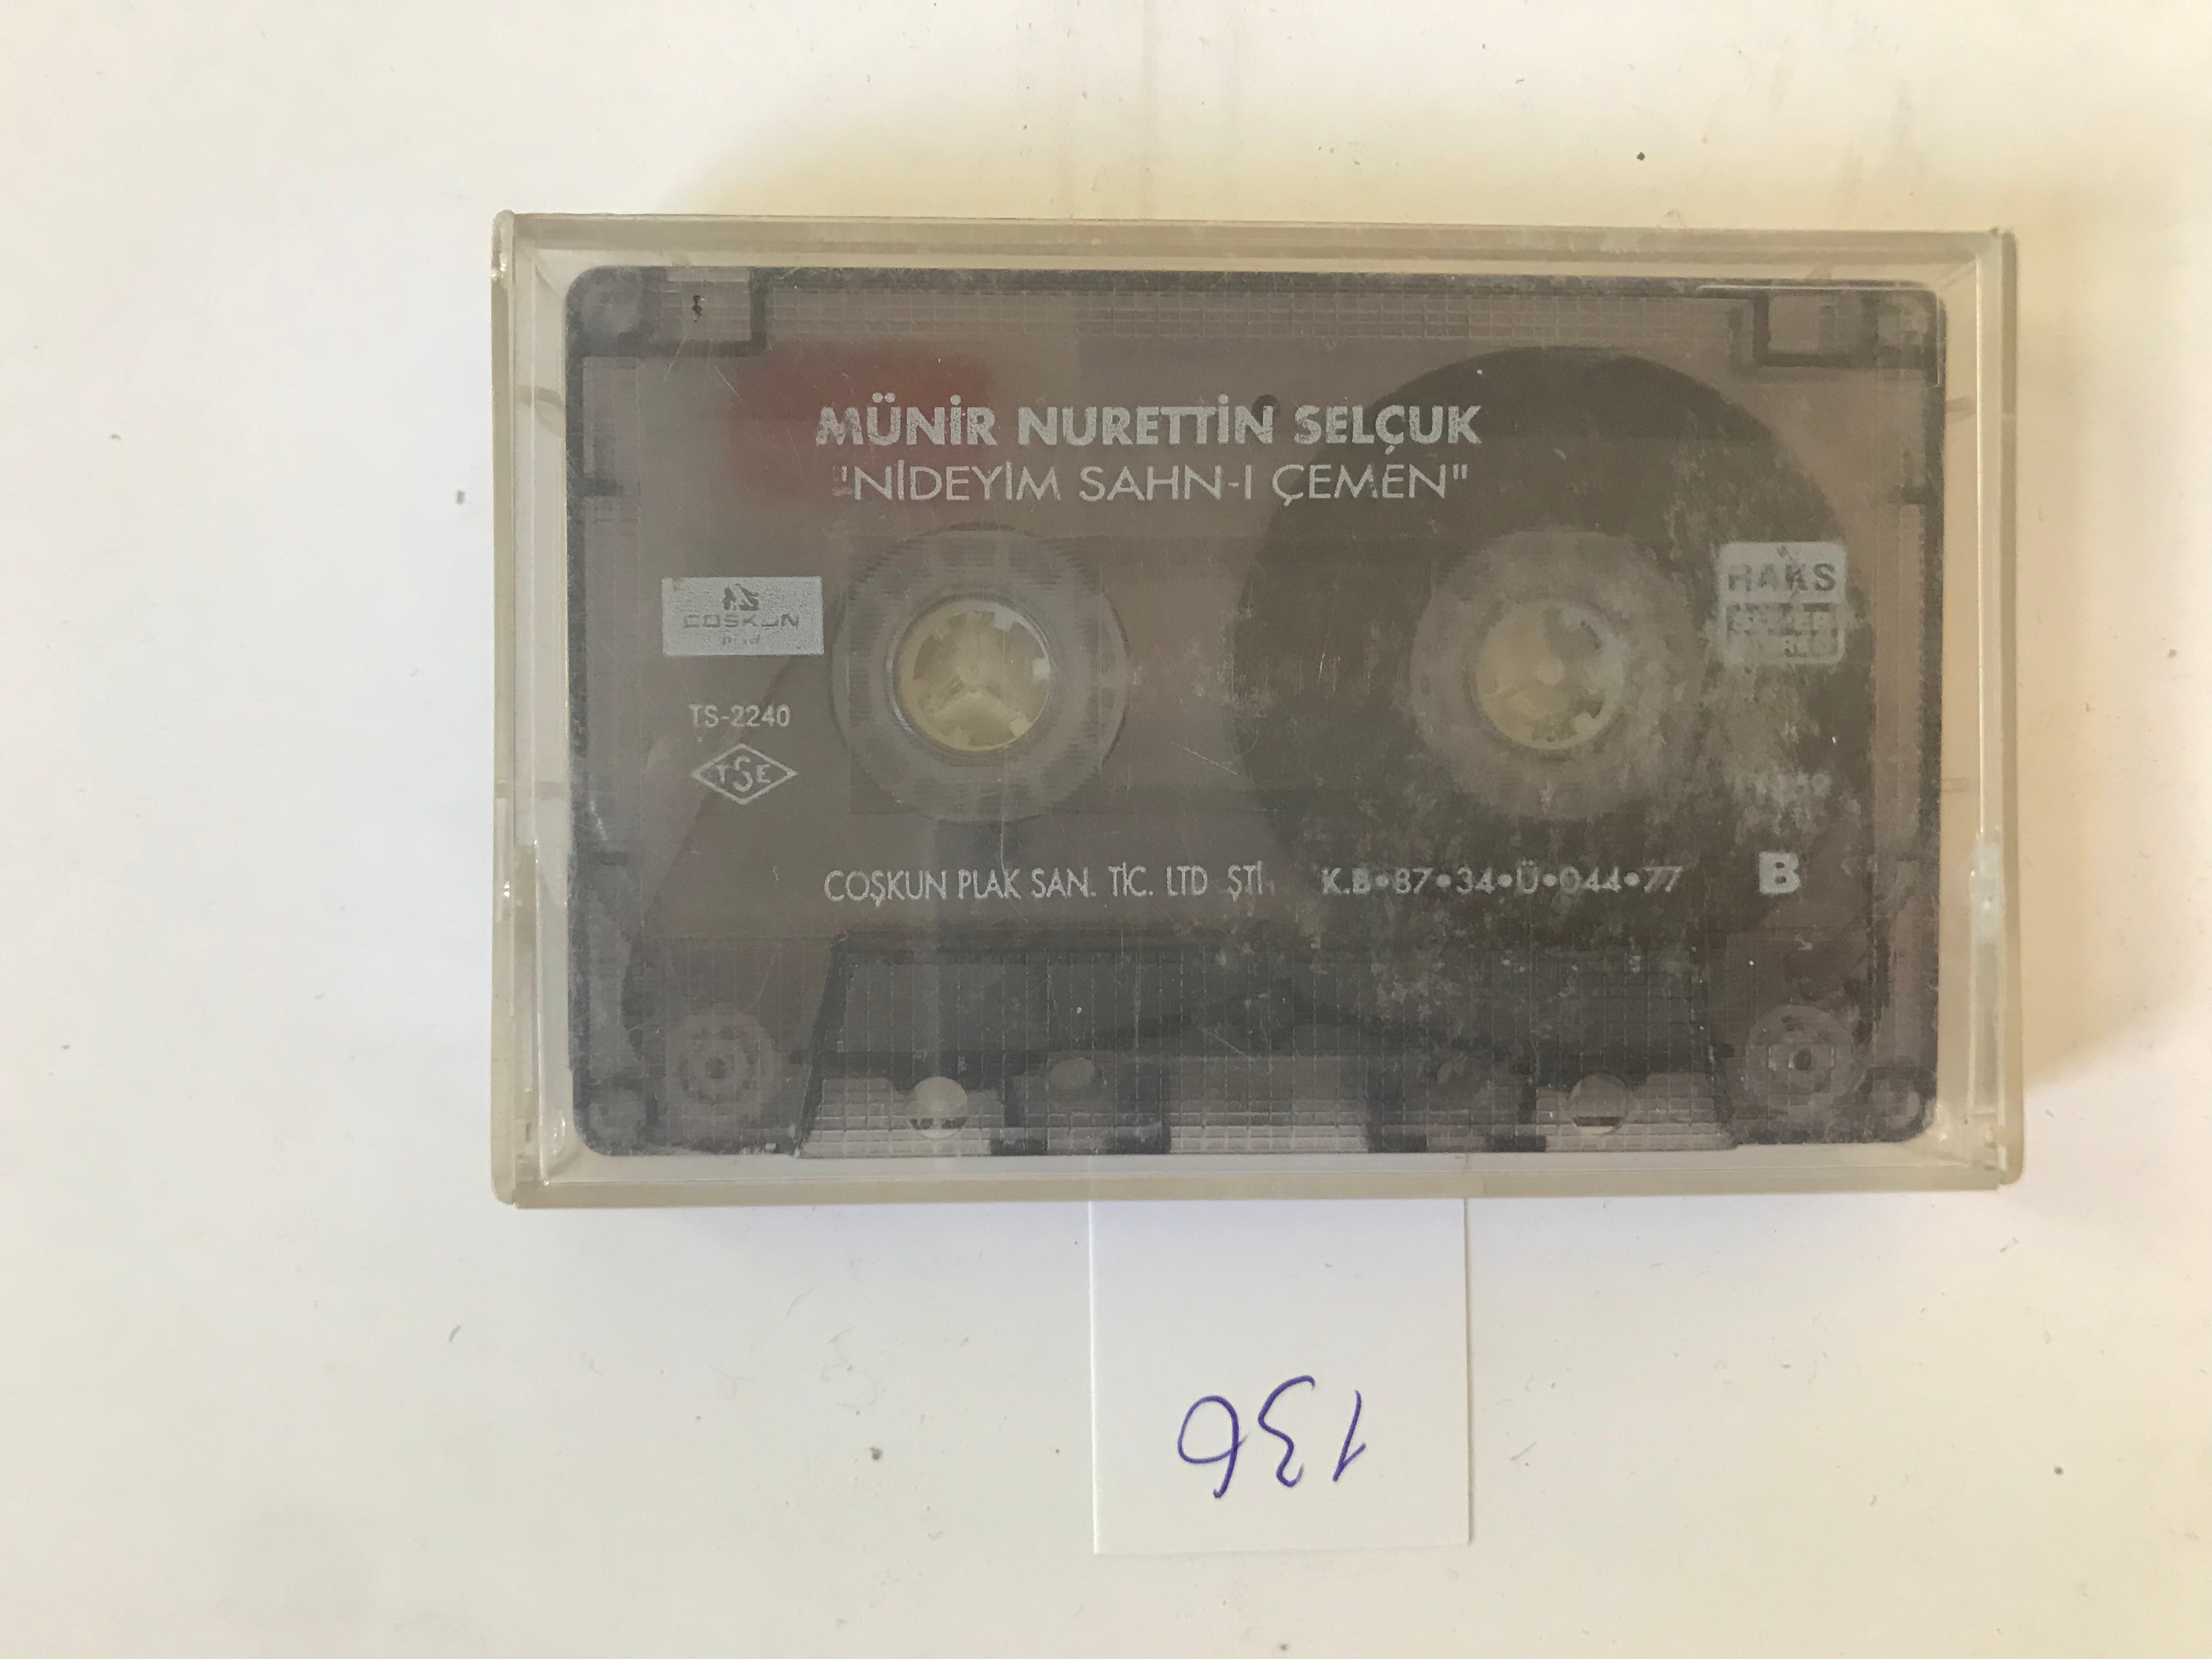 MÜNİR NURETTİN SELÇUK
"NİDEYİM SAHN-I ÇEMEN"
COŞKUN
Plak
RAKS
TS-2240
TSE
COŞKUN PLAK SAN. TİC. LTD ŞTİ. K.B•87•34•Ü•044•77 B
136